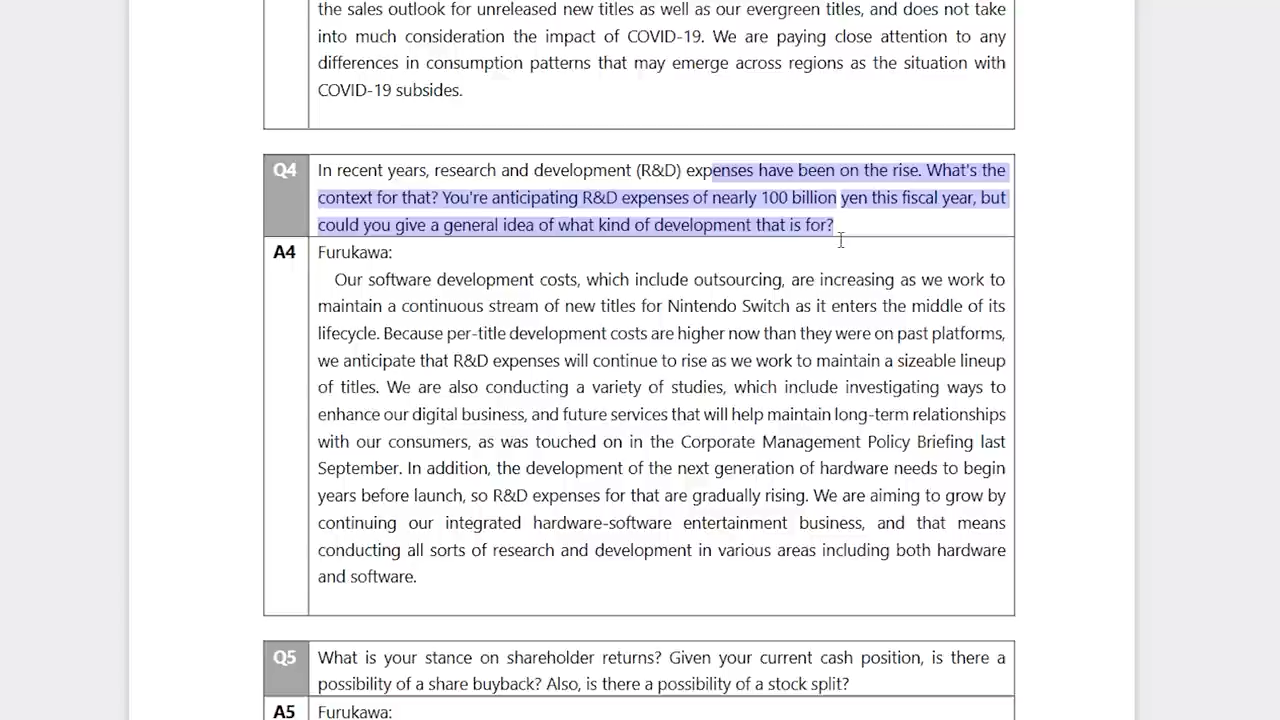 the sales outlook for unreleased new titles as well as our evergreen titles, and does not take
into much consideration the impact of COVID-19. We are paying close attention to any
differences in consumption patterns that may emerge across regions as the situation with
COVID-19 subsides.
Q4 In recent years, research and development (R&D) expenses have been on the rise. What's the
context for that? You're anticipating R&D expenses of nearly 100 billion yen this fiscal year, but
could you give a general idea of what kind of development that is for?
A4 Furukawa:
Our software development costs, which include outsourcing, are increasing as we work to
maintain a continuous stream of new titles for Nintendo Switch as it enters the middle of its
lifecycle. Because per-title development costs are higher now than they were on past platforms,
we anticipate that R&D expenses will continue to rise as we work to maintain a sizeable lineup
of titles. We are also conducting a variety of studies, which include investigating ways to
enhance our digital business, and future services that will help maintain long-term relationships
with our consumers, as was touched on in the Corporate Management Policy Briefing last
September. In addition, the development of the next generation of hardware needs to begin
years before launch, so R&D expenses for that are gradually rising. We are aiming to grow by
continuing our integrated hardware-software entertainment business, and that means
conducting all sorts of research and development in various areas including both hardware
and software.
Q5 What is your stance on shareholder returns? Given your current cash position, is there a
possibility of a share buyback? Also, is there a possibility of a stock split?
A5 Furukawa: